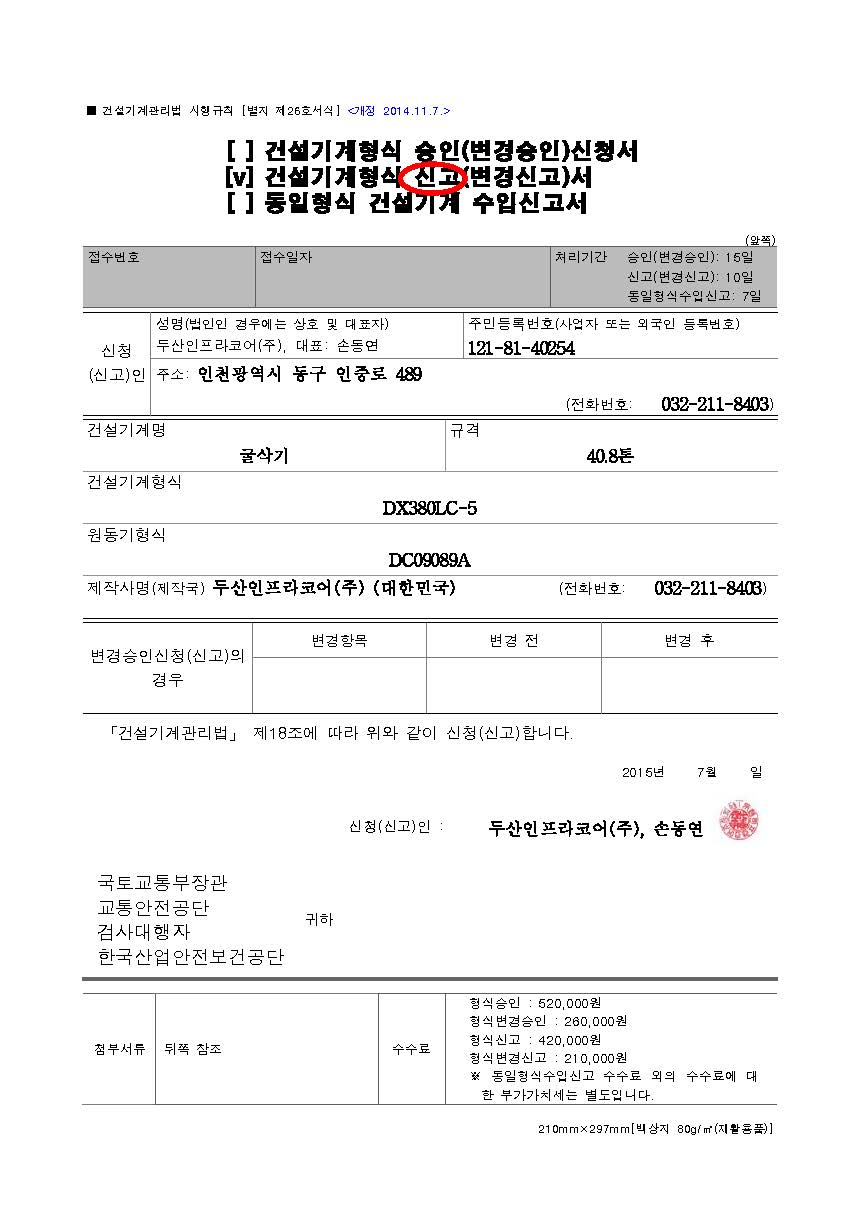 ■ 건설기계관리법 시행규칙 [별지 제26호서식] <개정 2014.11.7.>
[ ] 건설기계형식 승인(변경승인)신청서
[v] 건설기계형식 신고(변경신고)서
[ ] 동일형식 건설기계 수입신고서
(앞쪽)
접수번호 접수일자 처리기간 승인(변경승인): 15일
신고(변경신고): 10일
동일형식수입신고: 7일
신청
(신고)인
성명(법인인 경우에는 상호 및 대표자) 주민등록번호(사업자 또는 외국인 등록번호)
두산인프라코어(주), 대표: 손동연 121-81-40254
주소: 인천광역시 동구 인중로 489
(전화번호: 032-211-8403)
건설기계명 규격
굴삭기 40.8톤
건설기계형식
DX380LC-5
원동기형식
DC09089A
제작사명(제작국) 두산인프라코어(주) (대한민국) (전화번호: 032-211-8403)
변경승인신청(신고)의
경우
변경항목 변경 전 변경 후
「건설기계관리법」 제18조에 따라 위와 같이 신청(신고)합니다.
2015년 7월 일
신청(신고)인 : 두산인프라코어(주), 손동연
국토교통부장관
교통안전공단
검사대행자
한국산업안전보건공단
귀하
첨부서류 뒤쪽 참조 수수료
형식승인 : 520,000원
형식변경승인 : 260,000원
형식신고 : 420,000원
형식변경신고 : 210,000원
※ 동일형식수입신고 수수료 외의 수수료에 대
한 부가가치세는 별도입니다.
210mm×297mm[백상지 80g/㎡(재활용품)]